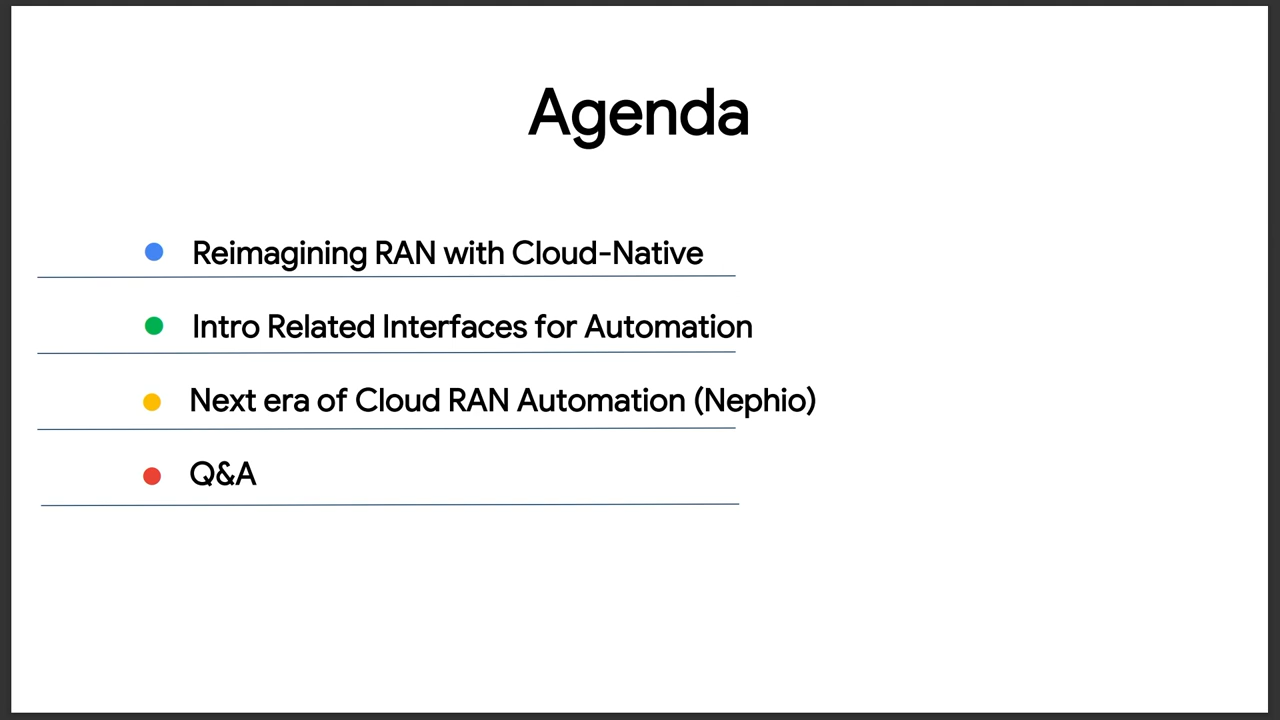 Agenda
Reimagining RAN with Cloud-Native
Intro Related Interfaces for Automation
Next era of Cloud RAN Automation (Nephio)
Q&A